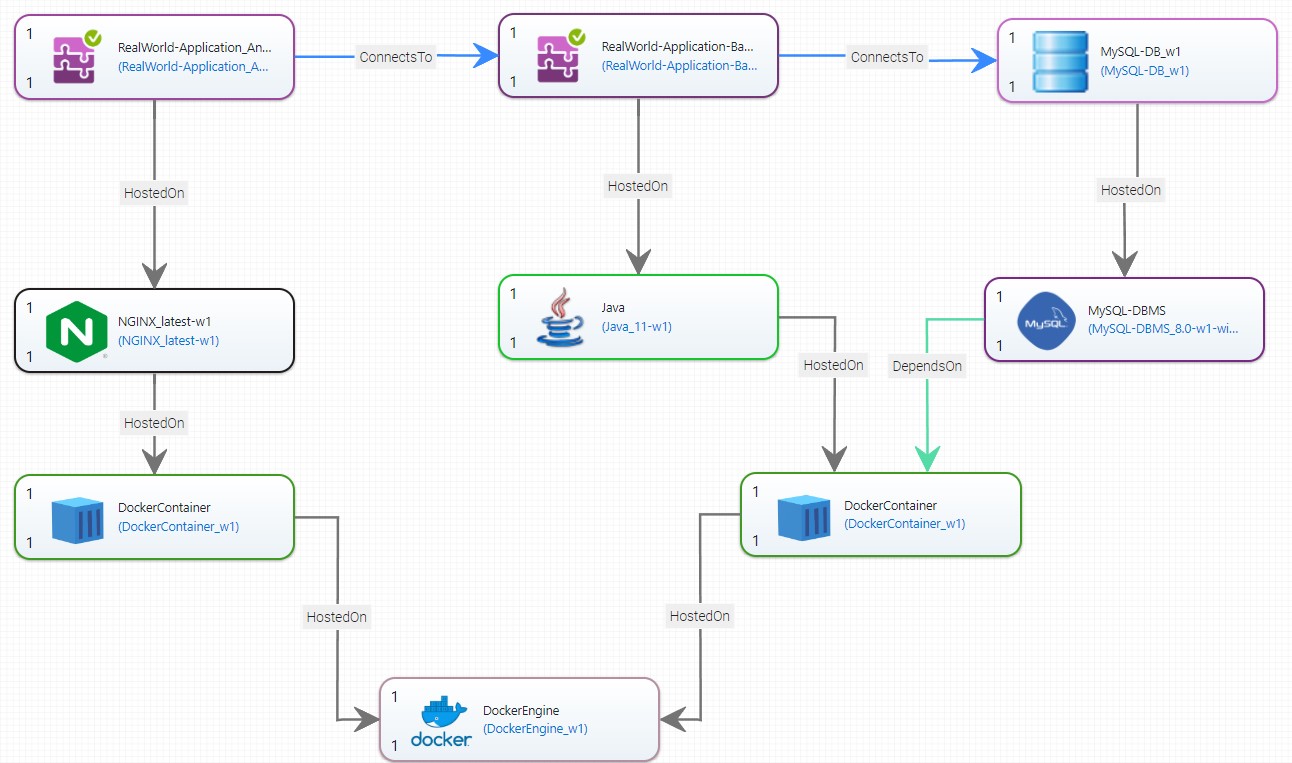 1
RealWorld-Application_An...
(RealWorld-Application_A...
1
ConnectsTo
1
RealWorld-Application-Ba...
(RealWorld-Application-Ba...
1
ConnectsTo
1
MySQL-DB_w1
(MySQL-DB_w1)
1
HostedOn
HostedOn
HostedOn
1
N
NGINX_latest-w1
(NGINX_latest-w1)
1
1
Java
(Java_11-w1)
1
1
MySQL
MySQL-DBMS
(MySQL-DBMS_8.0-w1-wi...
1
HostedOn
DependsOn
HostedOn
1
DockerContainer
(DockerContainer_w1)
1
1
DockerContainer
(DockerContainer_w1)
1
HostedOn
HostedOn
1
docker
DockerEngine
(DockerEngine_w1)
1